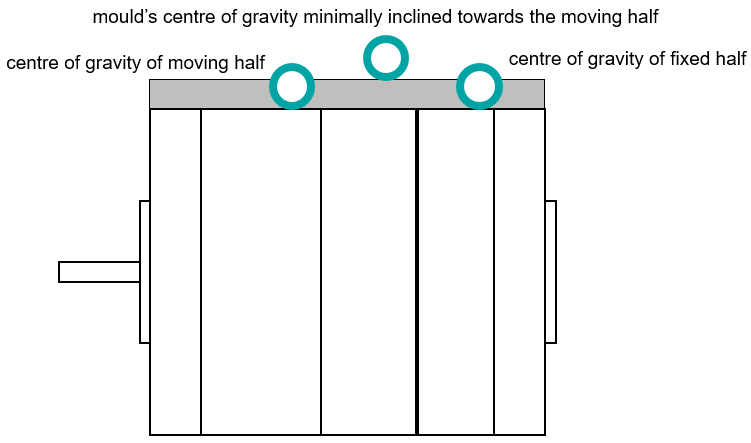 mould’s centre of gravity minimally inclined towards the moving half
centre of gravity of moving half
centre of gravity of fixed half